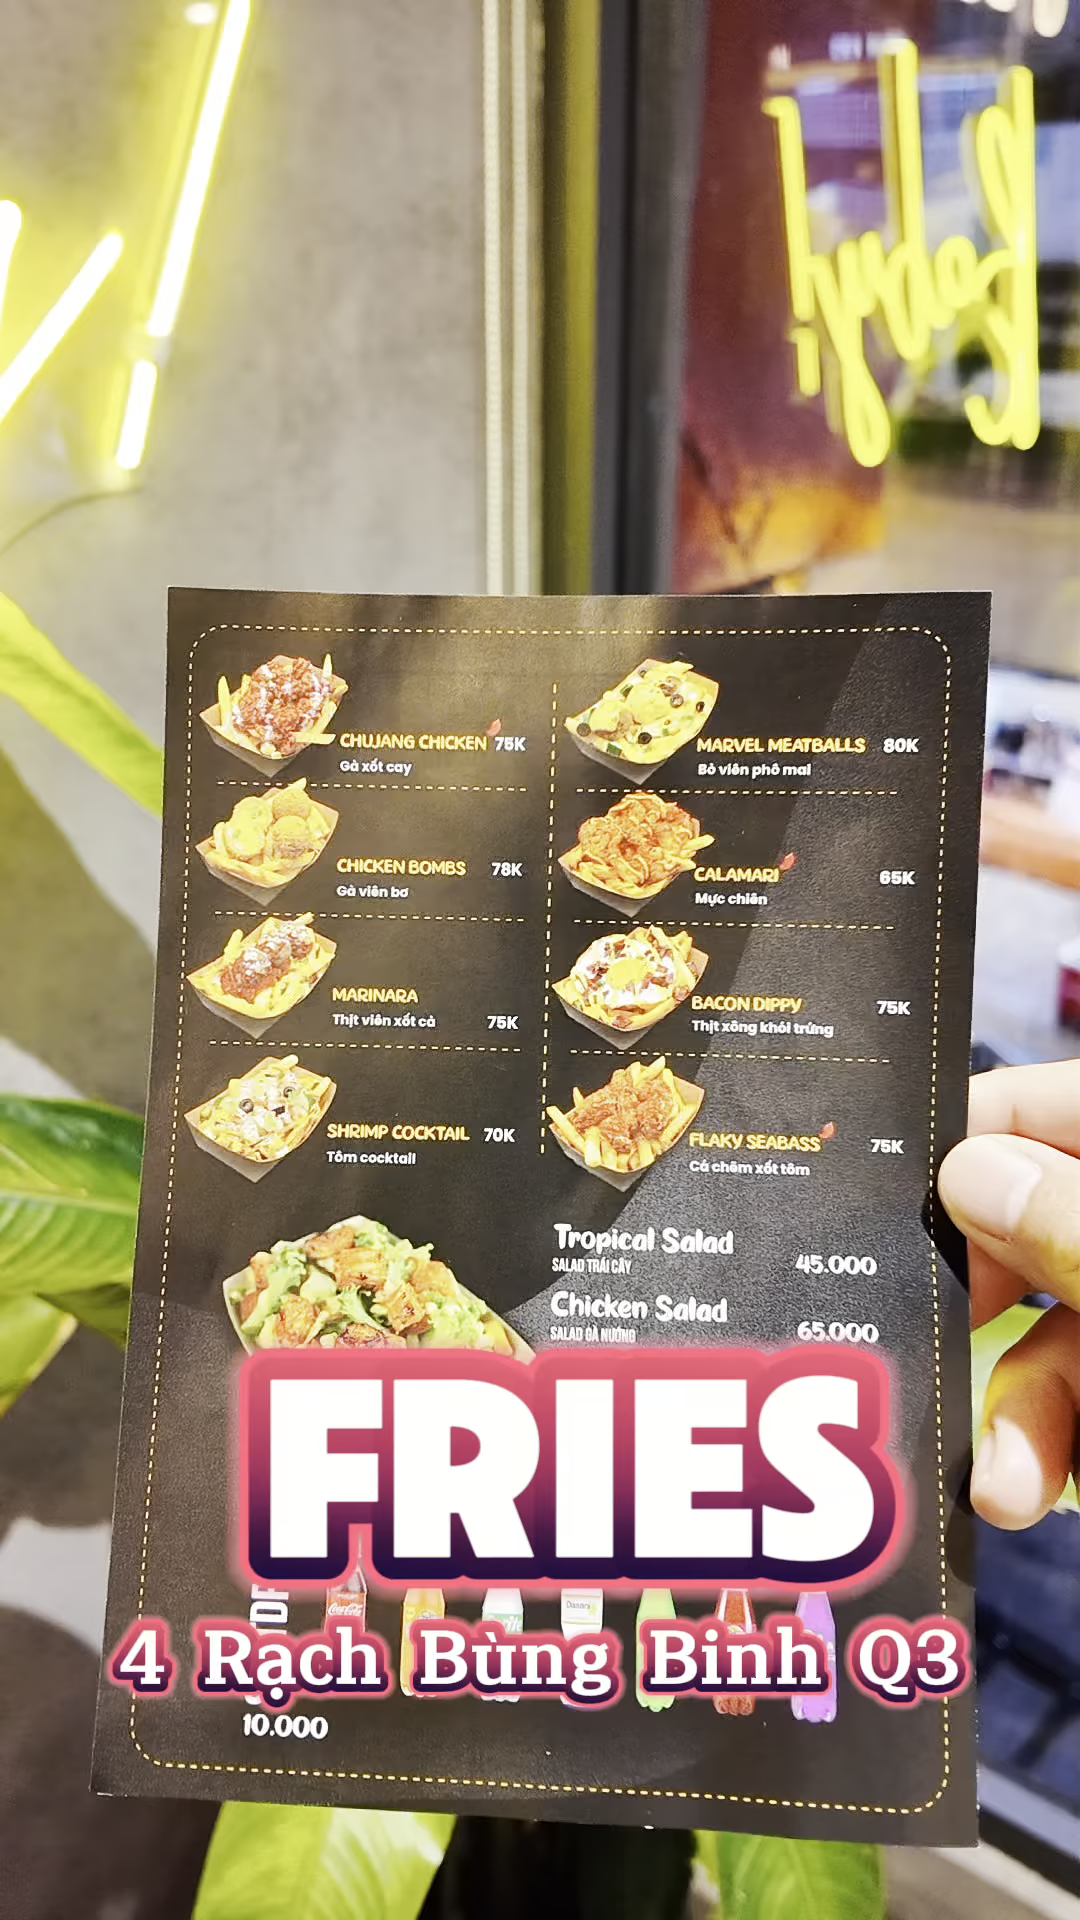 CHUJANG CHICKEN 75K
Gà xốt cay
CHICKEN BOMBS 78K
Gà viên bơ
MARINARA
Thịt viên xốt cà 75K
SHRIMP COCKTAIL 70K
Tôm cocktail
MARVEL MEATBALLS 80K
Bò viên phô mai
CALAMARI 65K
Mực chiên
BACON DIPPY 75K
Thịt xông khói trứng
FLAKY SEABASS 75K
Cá chẽm xốt tôm
Tropical Salad 45.000
SALAD TRÁI CÂY
Chicken Salad 65.000
SALAD GÀ NƯỚNG
FRIES
Coca-Cola
Dasani
4 Rạch Bùng Binh Q3
10.000